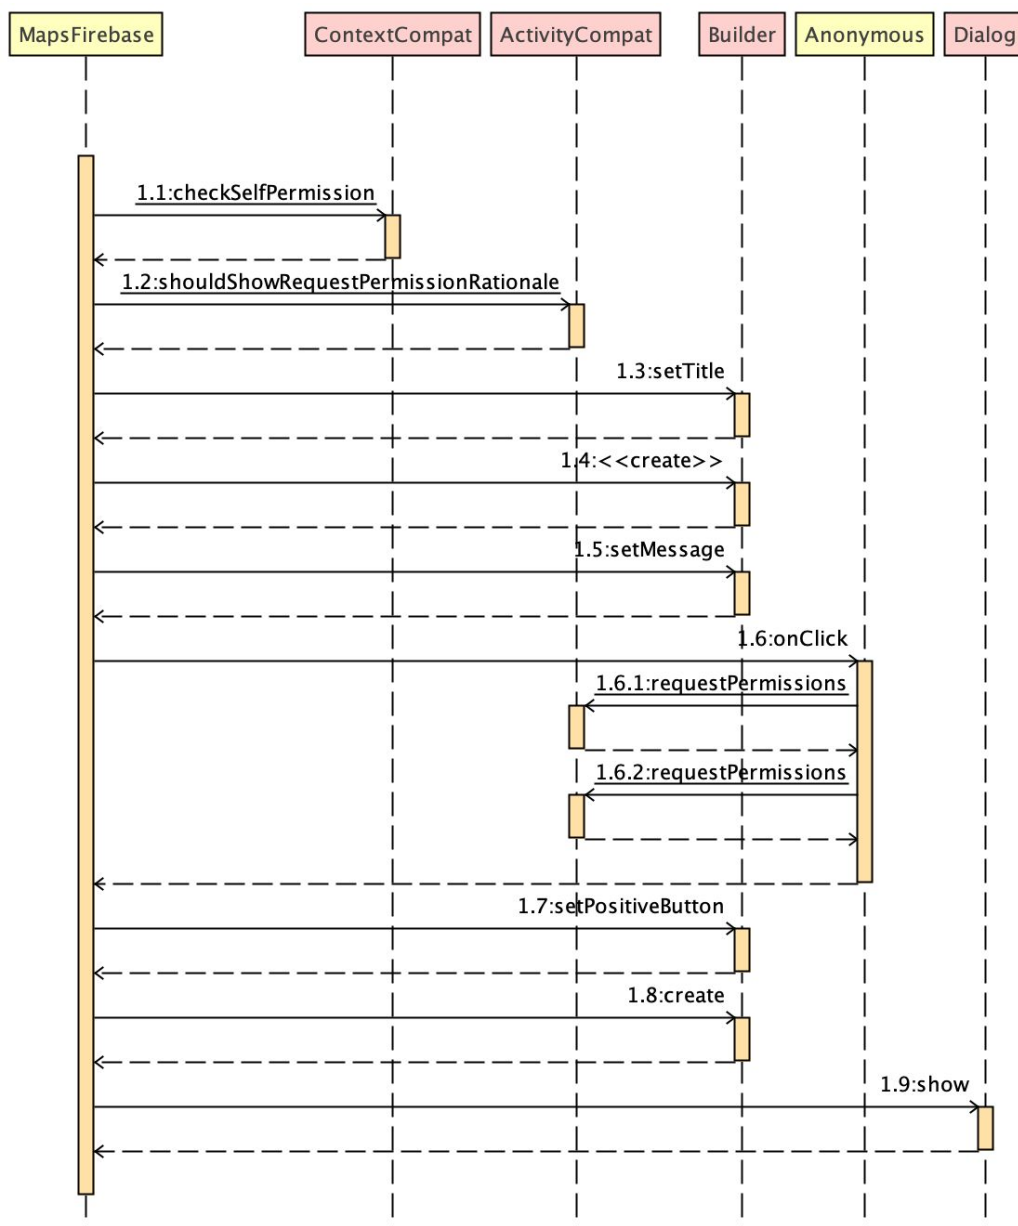 MapsFirebase
ContextCompat
ActivityCompat
Builder
Anonymous
Dialog
1.1:checkSelfPermission
1.2:shouldShowRequestPermissionRationale
1.3:setTitle
1.4:<<create>>
1.5:setMessage
1.6:onClick
1.6.1:requestPermissions
1.6.2:requestPermissions
1.7:setPositiveButton
1.8:create
1.9:show